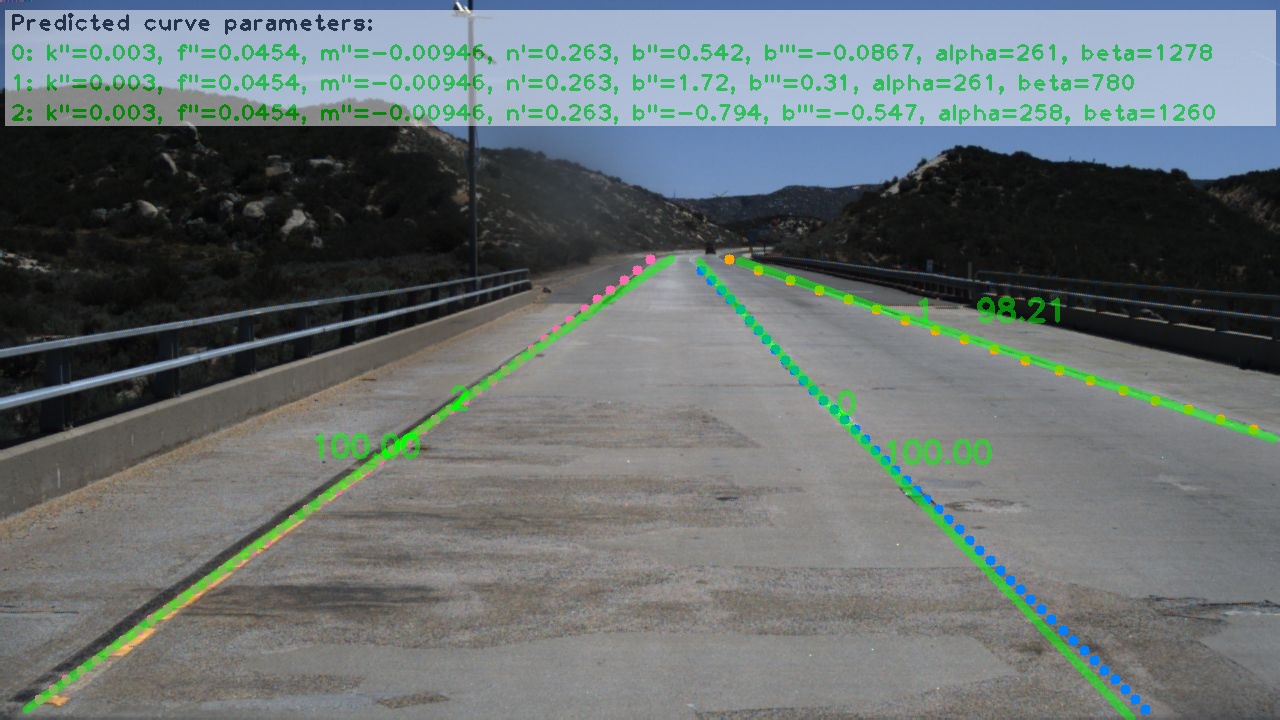 Predicted curve parameters:
0: k''=0.003, f''=0.0454, m''=-0.00946, n'=0.263, b''=0.542, b'''=-0.0867, alpha=261, beta=1278
1: k''=0.003, f''=0.0454, m''=-0.00946, n'=0.263, b''=1.72, b'''=0.31, alpha=261, beta=780
2: k''=0.003, f''=0.0454, m''=-0.00946, n'=0.263, b''=-0.794, b'''=-0.547, alpha=258, beta=1260
1 98.21
2
0
100.00
100.00